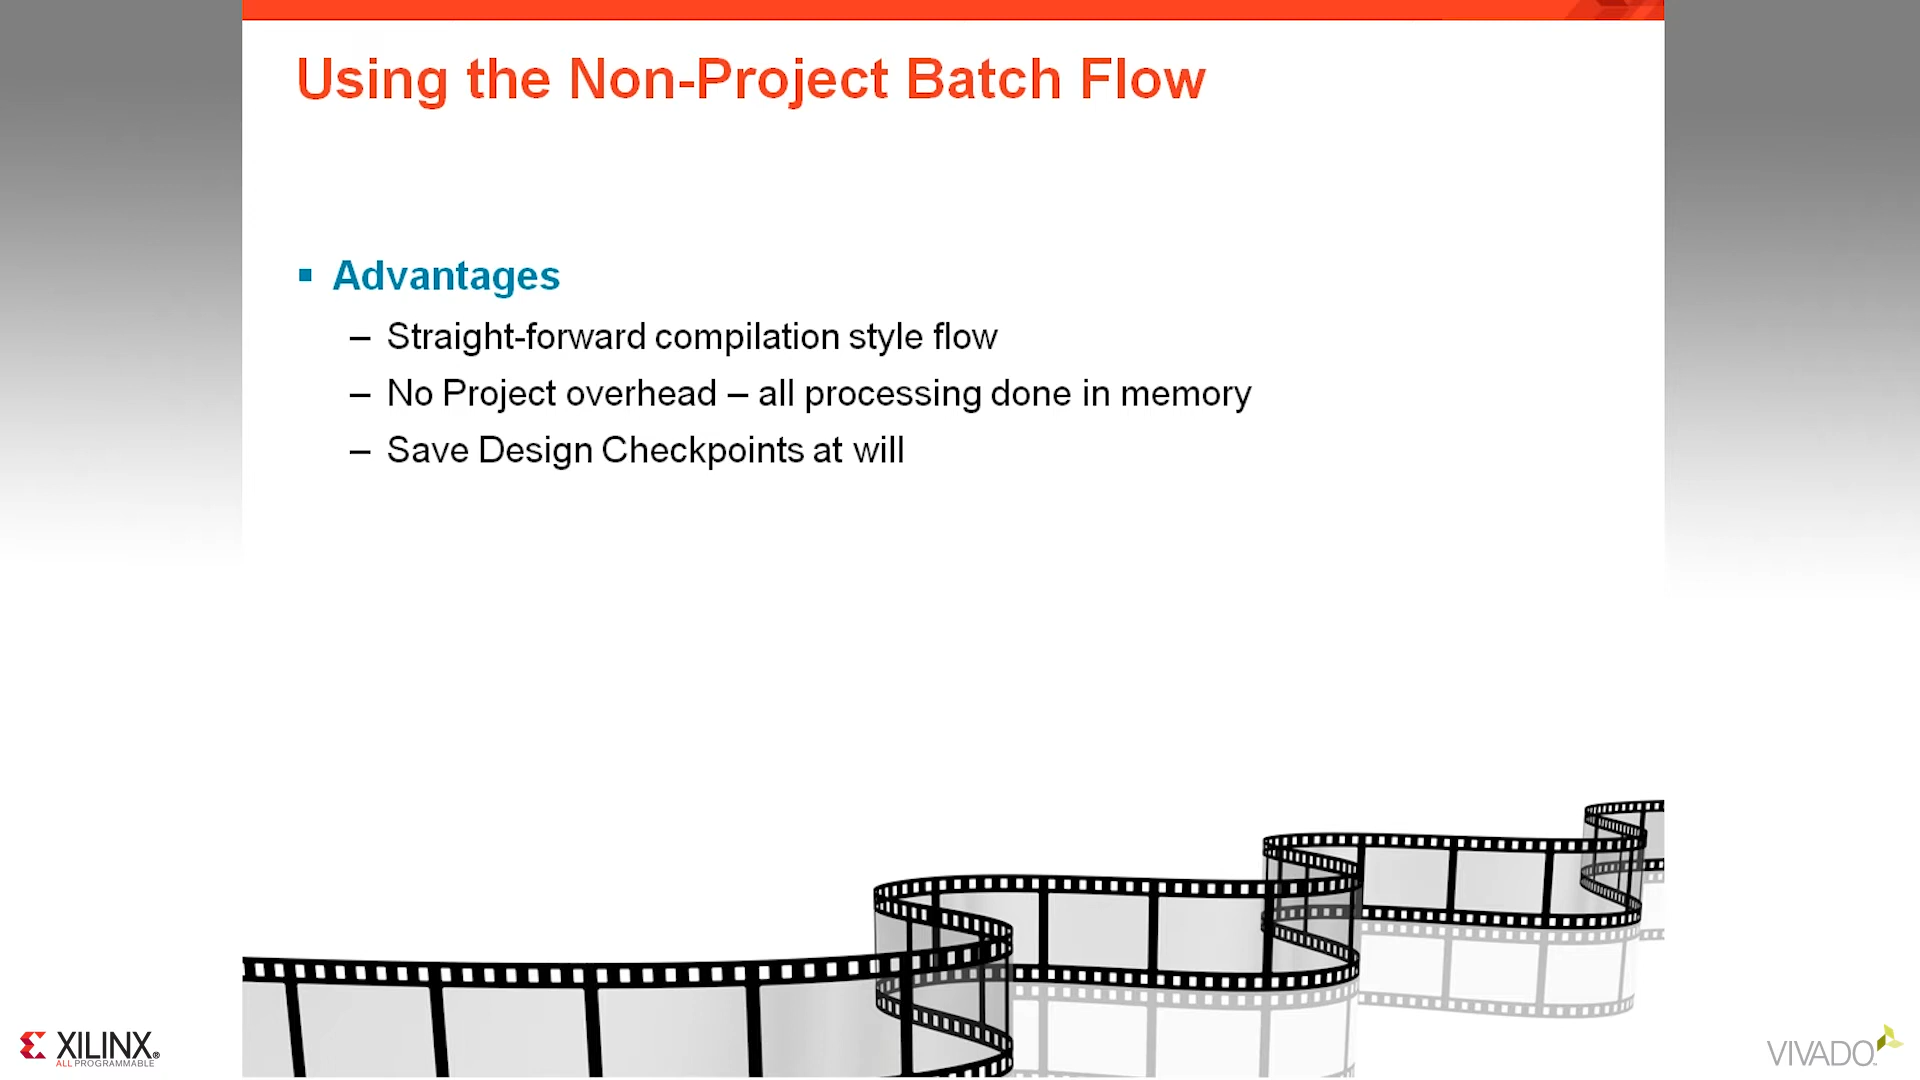 Using the Non-Project Batch Flow
▪ Advantages
– Straight-forward compilation style flow
– No Project overhead – all processing done in memory
– Save Design Checkpoints at will
XILINX®
ALL PROGRAMMABLE
VIVADO™